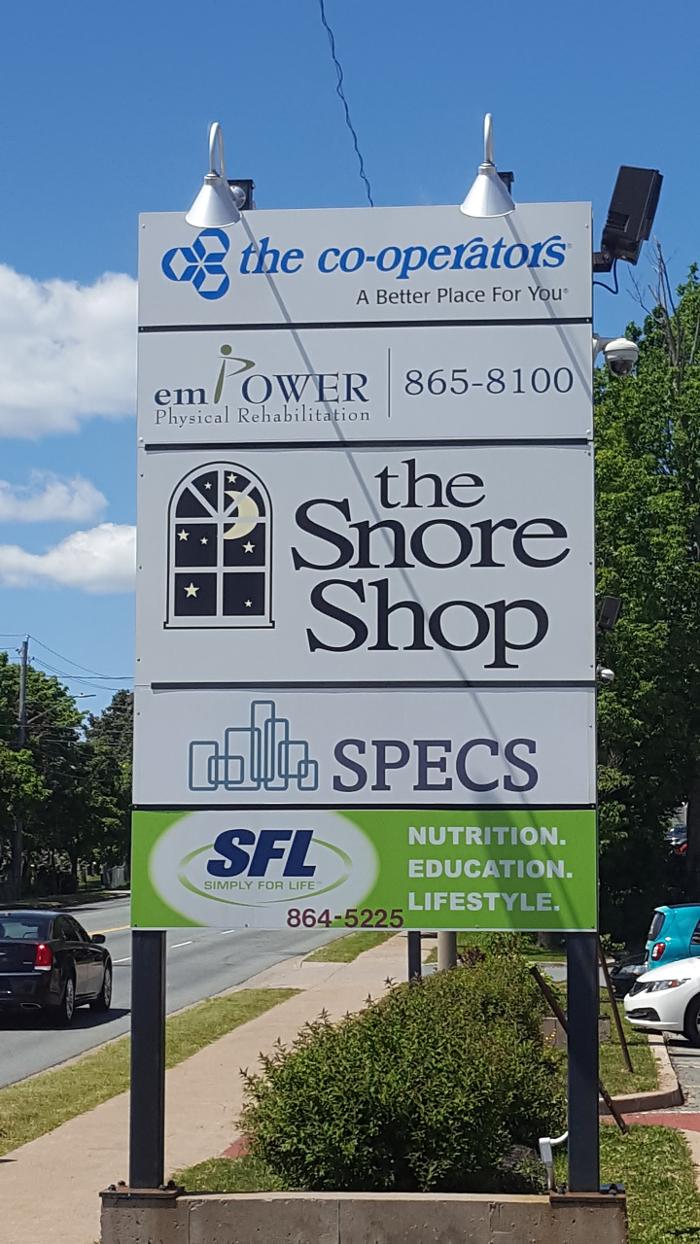 the co-operators®
A Better Place For You®
emPOWER
Physical Rehabilitation
865-8100
the
Snore
Shop
SPECS
SFL
SIMPLY FOR LIFE™
NUTRITION.
EDUCATION.
LIFESTYLE.
864-5225